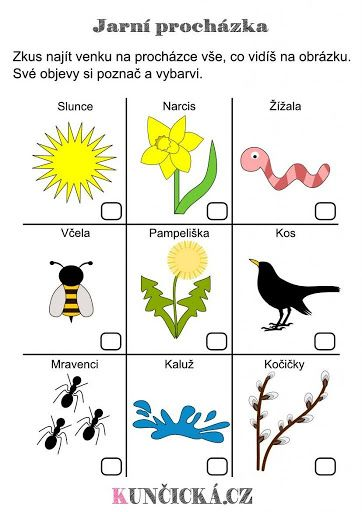 Jarní procházka
Zkus najít venku na procházce vše, co vidíš na obrázku.
Své objevy si poznač a vybarvi.
Slunce
Narcis
Žížala
Včela
Pampeliška
Kos
Mravenci
Kaluž
Kočičky
KUNČICKÁ.CZ